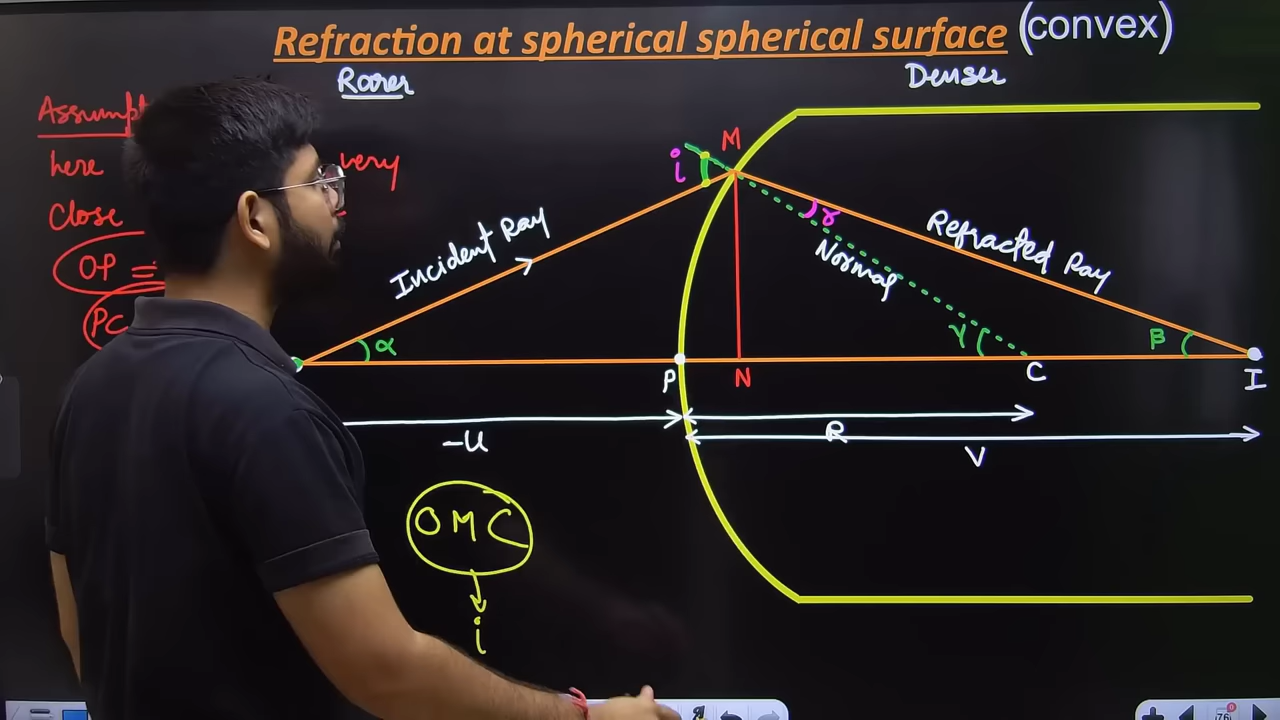 Refraction at spherical spherical surface (convex)
Rarer
Denser
Assumpt
here very
Close
OP =
PC
M
i
r
Incident Ray
Normal
Refracted Ray
α
γ
β
P
N
C
I
-u
R
V
OMC
i
76